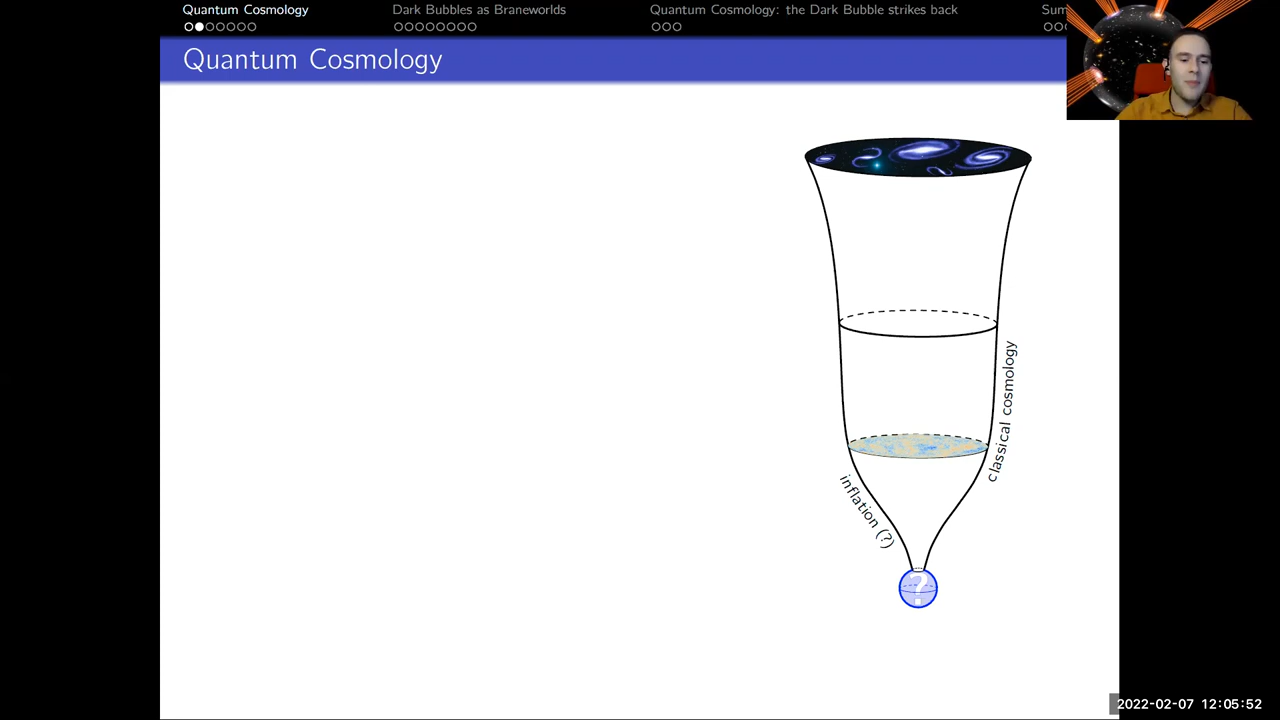 Quantum Cosmology
Dark Bubbles as Braneworlds
Quantum Cosmology: the Dark Bubble strikes back
Sum
Quantum Cosmology
classical cosmology
inflation (?)
?
2022-02-07 12:05:52